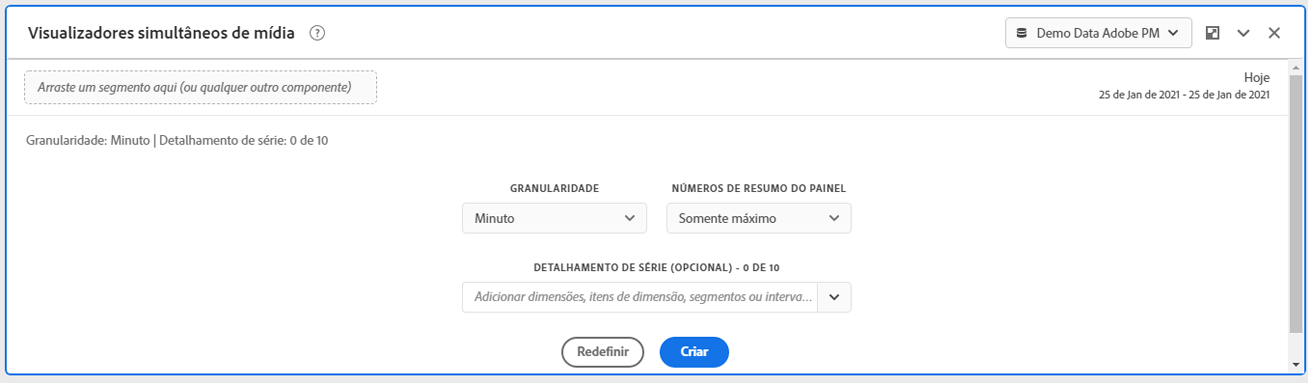 Visualizadores simultâneos de mídia ?
Demo Data Adobe PM
Arraste um segmento aqui (ou qualquer outro componente)
Hoje
25 de Jan de 2021 - 25 de Jan de 2021
Granularidade: Minuto | Detalhamento de série: 0 de 10
GRANULARIDADE
NÚMEROS DE RESUMO DO PAINEL
Minuto
Somente máximo
DETALHAMENTO DE SÉRIE (OPCIONAL) - 0 DE 10
Adicionar dimensões, itens de dimensão, segmentos ou interva...
Redefinir
Criar